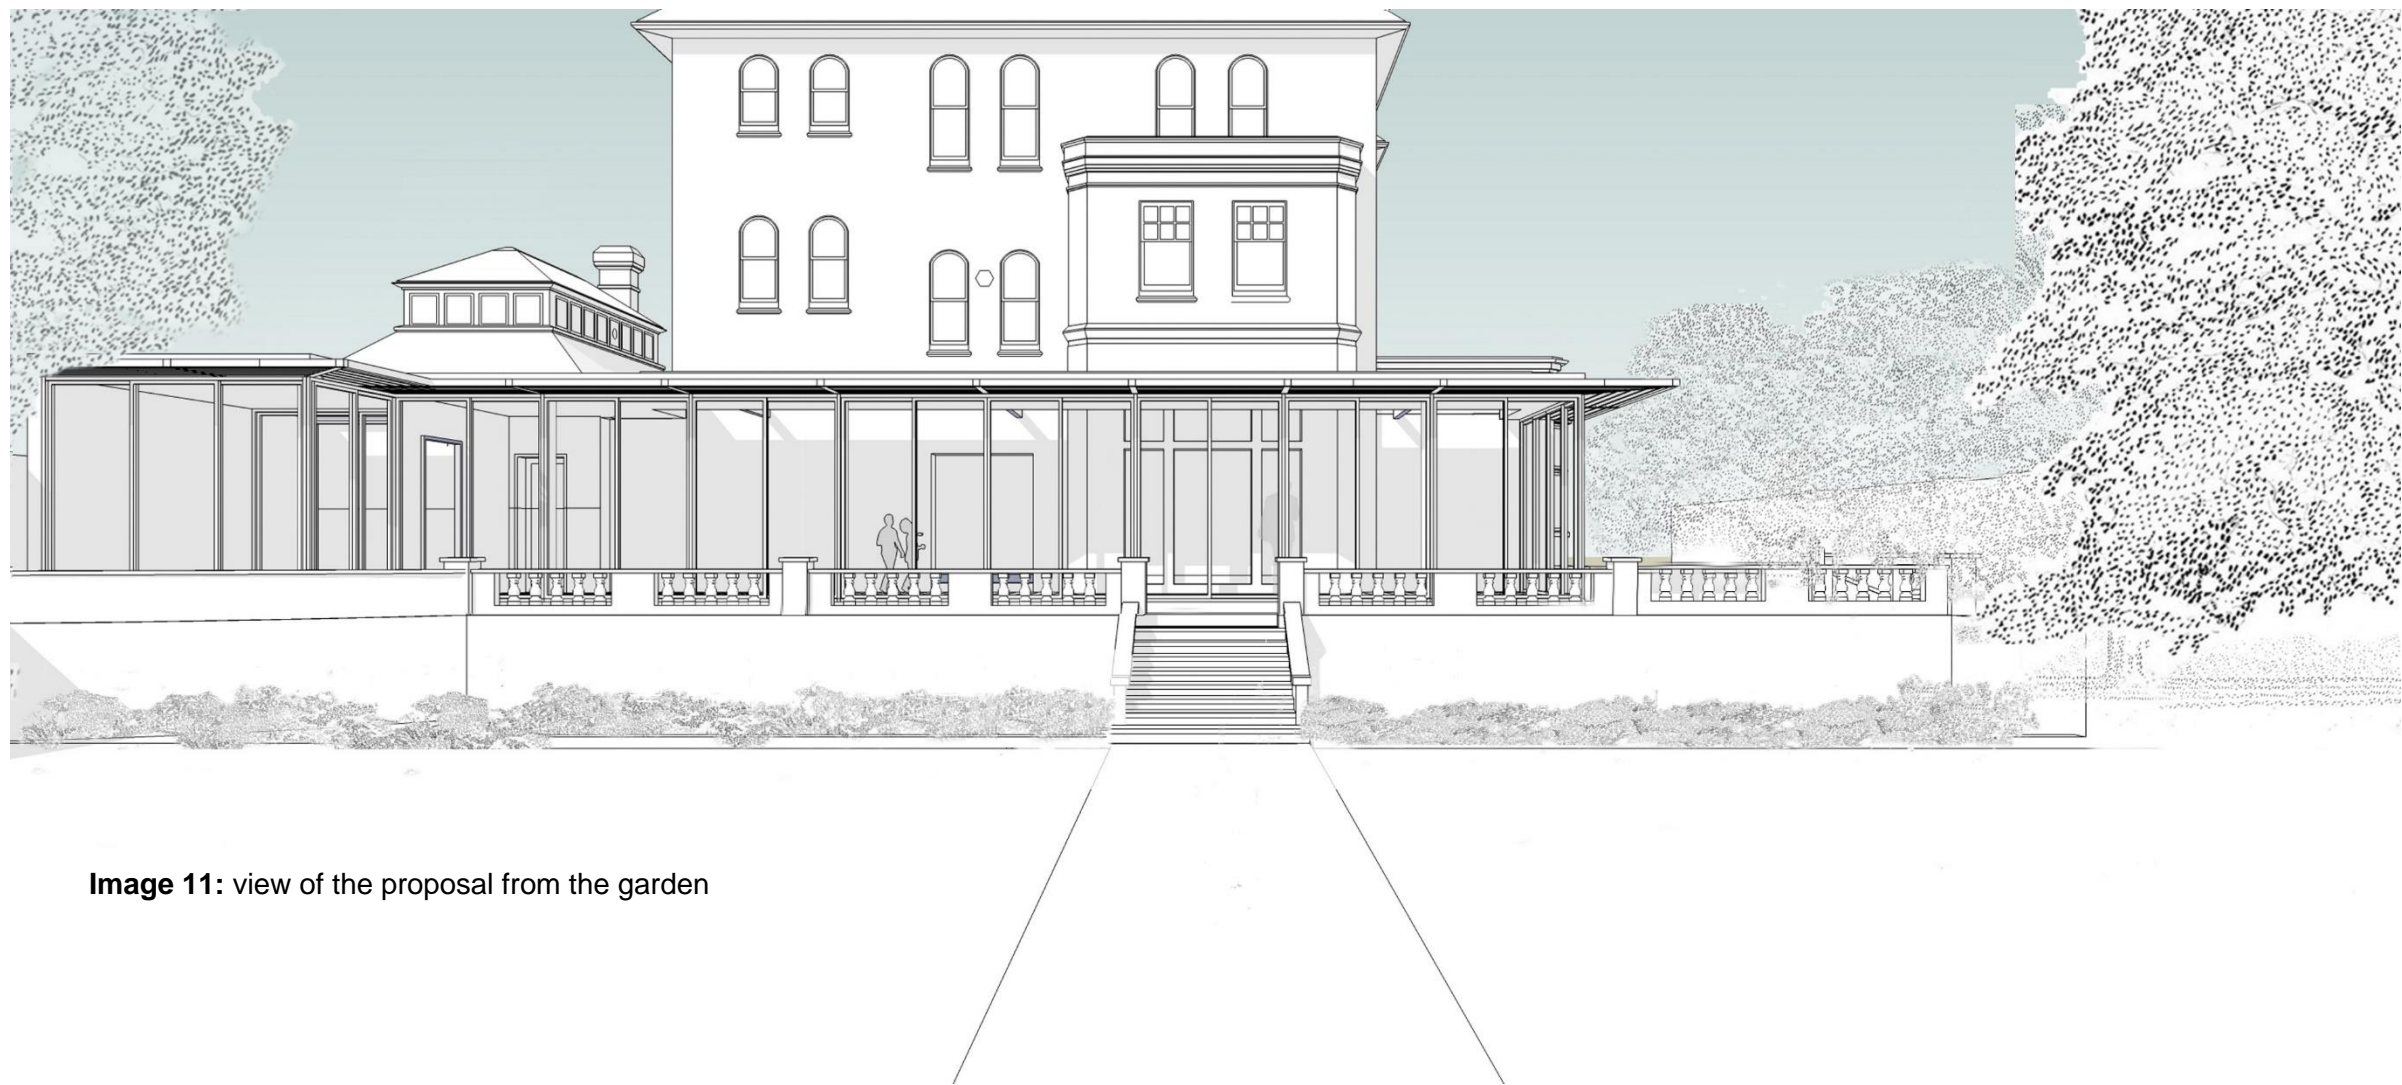 Image 11: view of the proposal from the garden